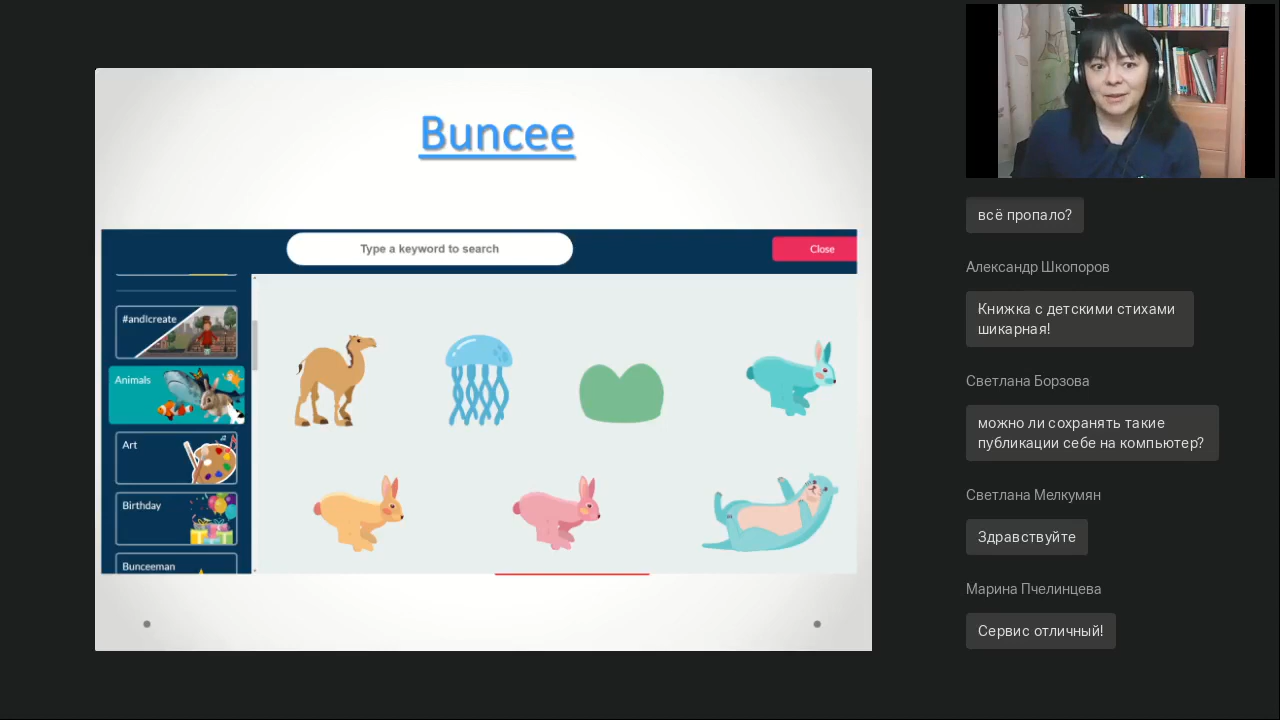 Buncee
Type a keyword to search
Close
#andIcreate
Animals
Art
Birthday
Bunceeman
всё пропало?
Александр Шкопоров
Книжка с детскими стихами
шикарная!
Светлана Борзова
можно ли сохранять такие
публикации себе на компьютер?
Светлана Мелкумян
Здравствуйте
Марина Пчелинцева
Сервис отличный!